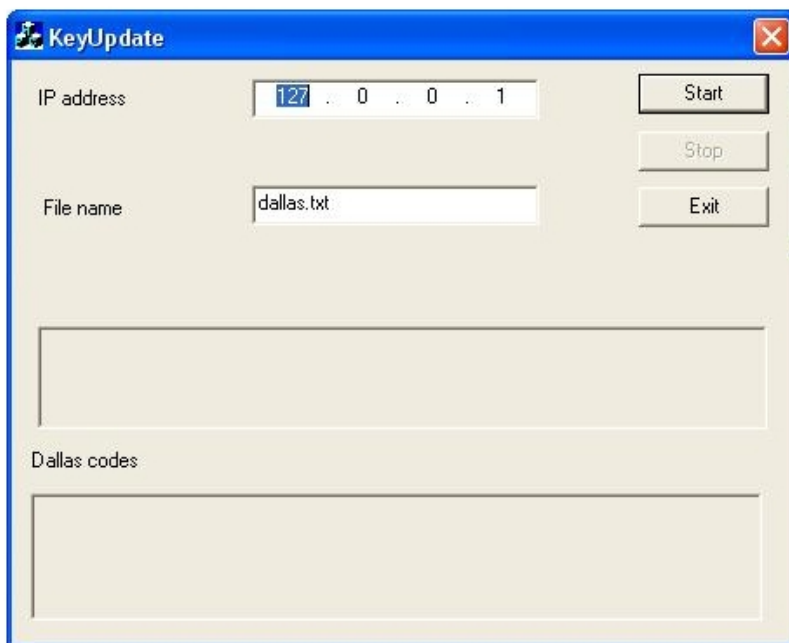 KeyUpdate
IP address 127 . 0 . 0 . 1 Start
Stop
File name dallas.txt Exit
Dallas codes